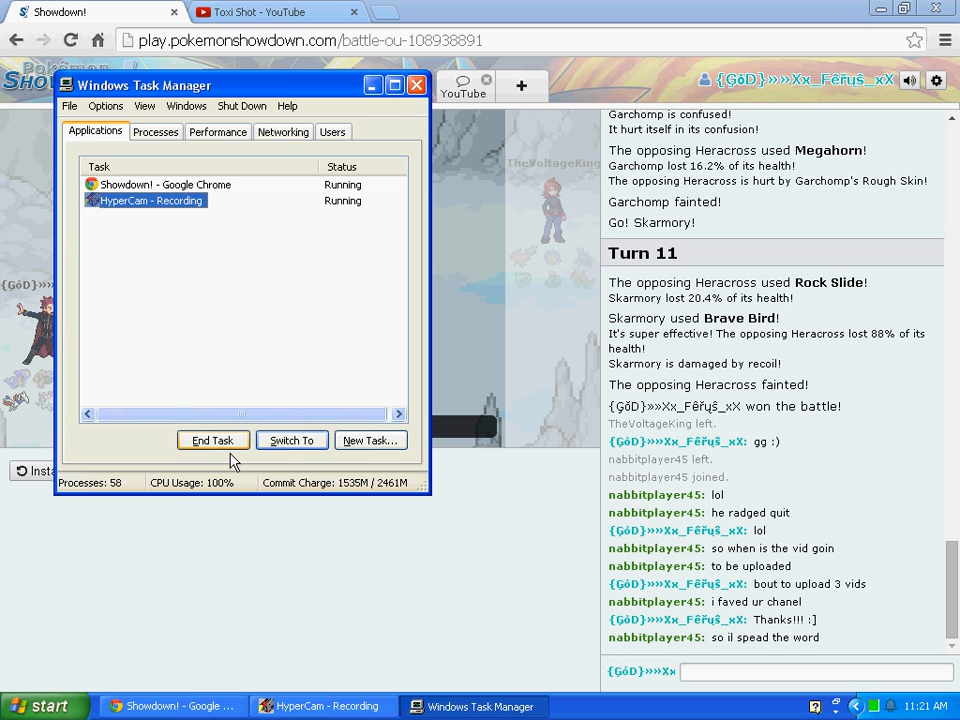 Showdown!
Toxi Shot - YouTube
play.pokemonshowdown.com/battle-ou-108938891
YouTube
{ĢőD}»»Xx_Fêřųŝ_xX
Windows Task Manager
File Options View Windows Shut Down Help
Applications Processes Performance Networking Users
Task Status
Showdown! - Google Chrome Running
HyperCam - Recording Running
End Task Switch To New Task...
Processes: 58 CPU Usage: 100% Commit Charge: 1535M / 2461M
TheVoltageKing
{ĢőD}»»
Insta
Garchomp is confused!
It hurt itself in its confusion!
The opposing Heracross used Megahorn!
Garchomp lost 16.2% of its health!
The opposing Heracross is hurt by Garchomp's Rough Skin!
Garchomp fainted!
Go! Skarmory!
Turn 11
The opposing Heracross used Rock Slide!
Skarmory lost 20.4% of its health!
Skarmory used Brave Bird!
It's super effective! The opposing Heracross lost 88% of its
health!
Skarmory is damaged by recoil!
The opposing Heracross fainted!
{ĢőD}»»Xx_Fêřųŝ_xX won the battle!
TheVoltageKing left.
{ĢőD}»»Xx_Fêřųŝ_xX: gg :)
nabbitplayer45 left.
nabbitplayer45 joined.
nabbitplayer45: lol
nabbitplayer45: he radged quit
{ĢőD}»»Xx_Fêřųŝ_xX: lol
nabbitplayer45: so when is the vid goin
nabbitplayer45: to be uploaded
{ĢőD}»»Xx_Fêřųŝ_xX: bout to upload 3 vids
nabbitplayer45: i faved ur chanel
{ĢőD}»»Xx_Fêřųŝ_xX: Thanks!!! :]
nabbitplayer45: so il spead the word
{ĢőD}»»Xx
start
Showdown! - Google ...
HyperCam - Recording
Windows Task Manager
11:21 AM